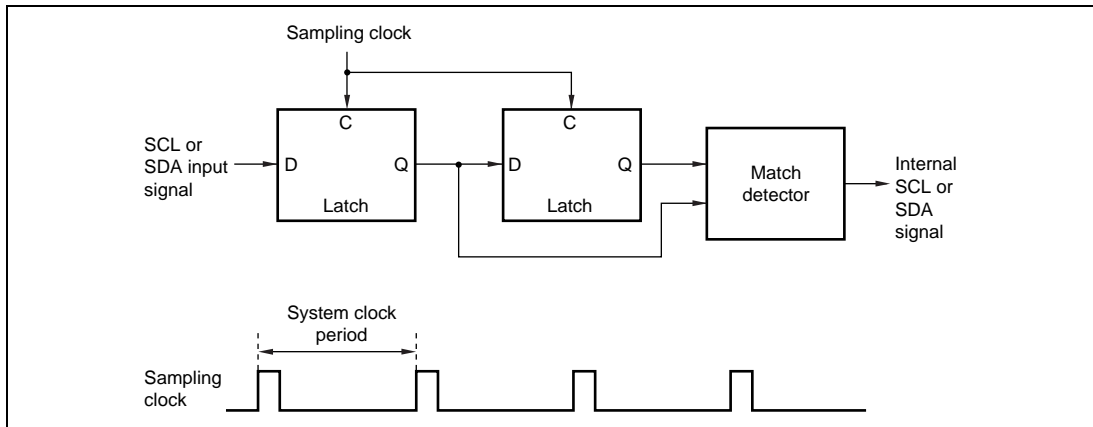 Sampling clock
C
C
SCL or
SDA input
signal
D
Q
D
Q
Latch
Latch
Match
detector
Internal
SCL or
SDA
signal
System clock
period
Sampling
clock